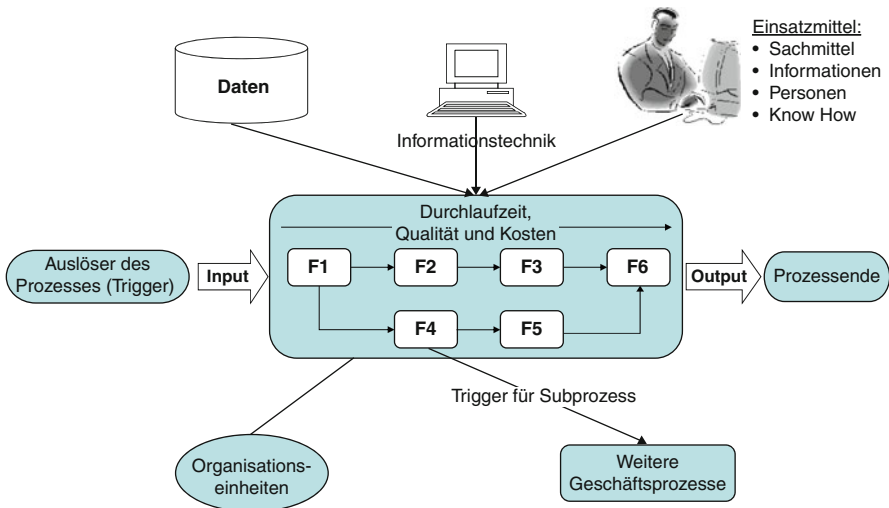 Einsatzmittel:
• Sachmittel
• Informationen
• Personen
• Know How
Daten
Informationstechnik
Durchlaufzeit,
Qualität und Kosten
Auslöser des
Prozesses (Trigger)
Input
F1
F2
F3
F6
Output
Prozessende
F4
F5
Trigger für Subprozess
Organisations-
einheiten
Weitere
Geschäftsprozesse